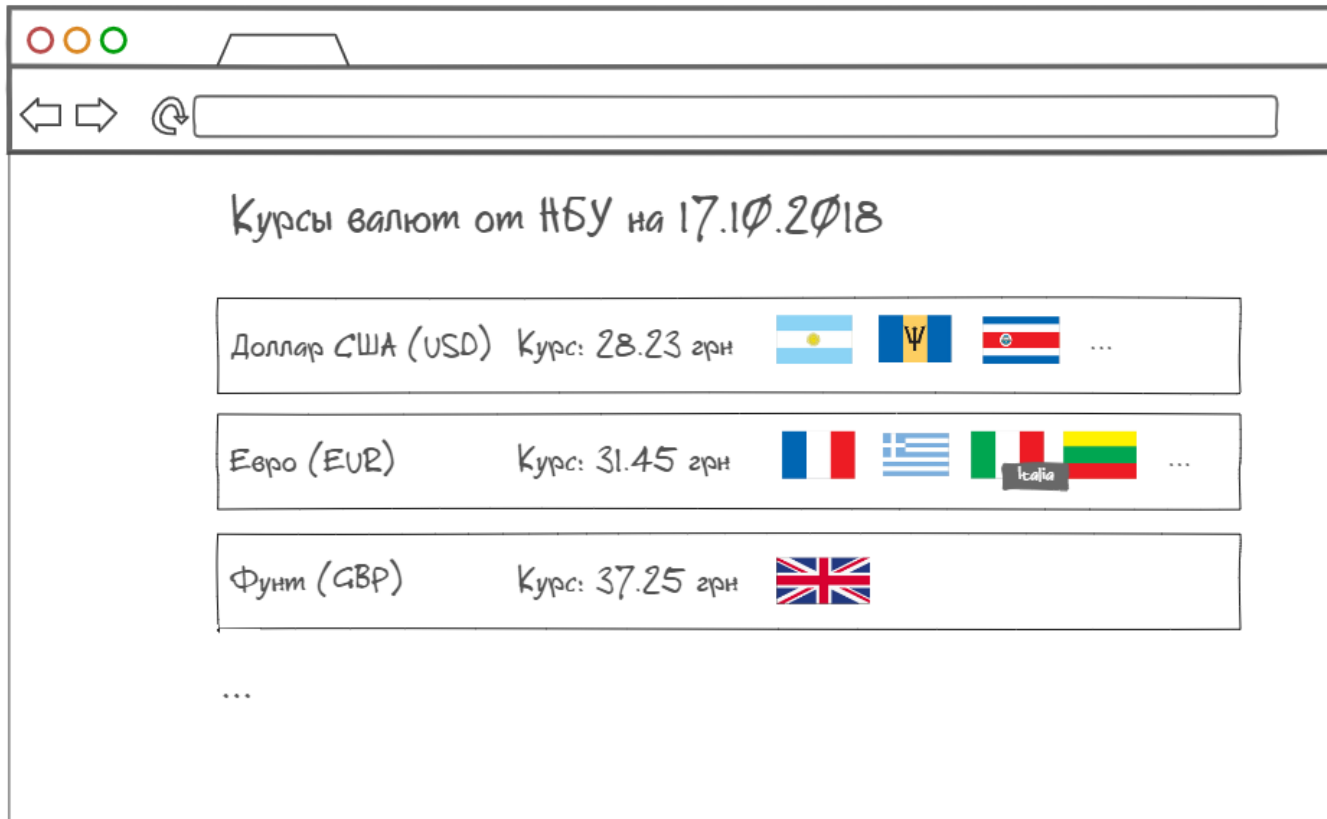 Курсы валют от НБУ на 17.10.2018
Доллар США (USD) Курс: 28.23 грн ...
Евро (EUR) Курс: 31.45 грн ...
Italia
Фунт (GBP) Курс: 37.25 грн
...